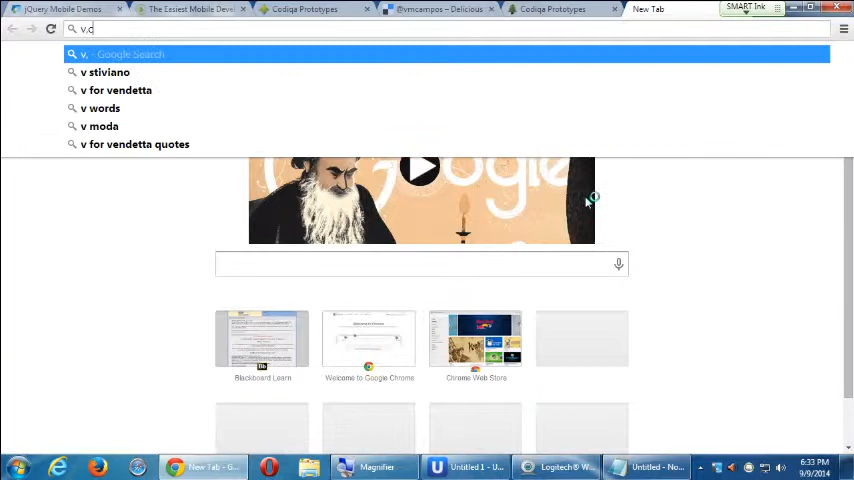 jQuery Mobile Demos
The Easiest Mobile Devel
Codiqa Prototypes
@vmcampos – Delicious
Codiqa Prototypes
New Tab
SMART Ink
v,c
v, - Google Search
v stiviano
v for vendetta
v words
v moda
v for vendetta quotes
Google
Blackboard Learn
Welcome to Google Chrome
Chrome Web Store
New Tab - G...
Magnifier
Untitled 1 - U...
Logitech® W...
Untitled - No...
6:33 PM
9/9/2014